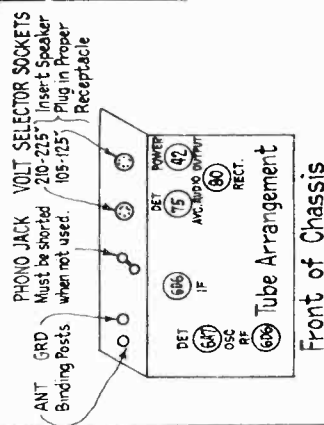 PHONO JACK
Must be shorted
when not used.
VOLT SELECTOR SOCKETS
210-225ⱽ
105-125ⱽ
Insert Speaker
Plug in Proper
Receptacle
ANT GRD
Binding Posts
DET
6A7
OSC
RF
6D6
6D6
IF
DET
75
AVC. AUDIO
POWER
42
OUTPUT
80
RECT.
Tube Arrangement
Front of Chassis